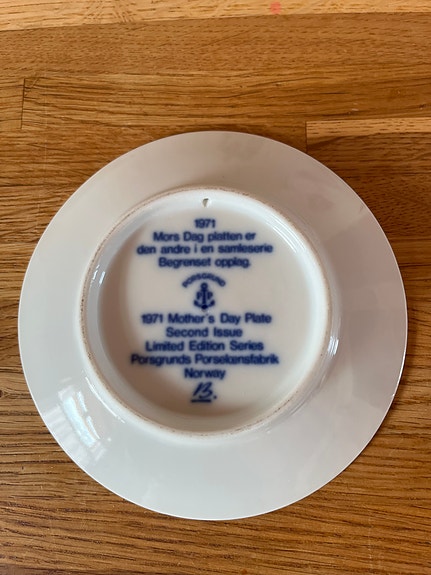 1971
Mors Dag platten er
den andre i en samleserie
Begrenset opplag.
PORSGRUND
1971 Mother's Day Plate
Second Issue
Limited Edition Series
Porsgrunds Porselensfabrik
Norway